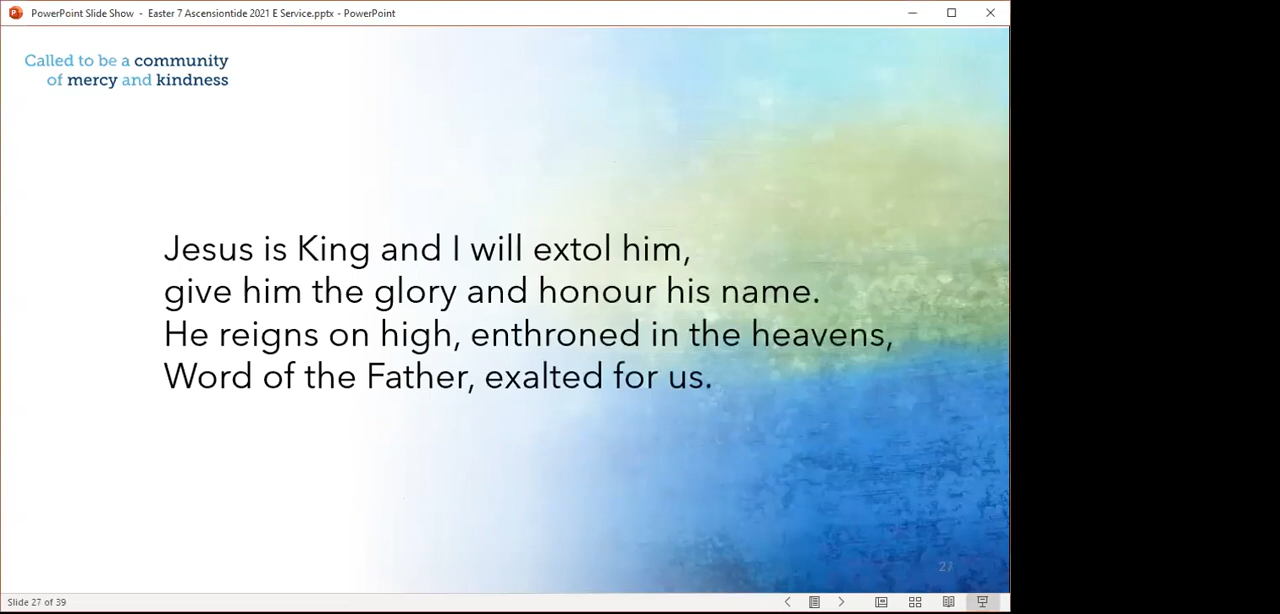 PowerPoint Slide Show - Easter 7 Ascensiontide 2021 E Service.pptx - PowerPoint
Called to be a community
of mercy and kindness
Jesus is King and I will extol him,
give him the glory and honour his name.
He reigns on high, enthroned in the heavens,
Word of the Father, exalted for us.
27
Slide 27 of 39